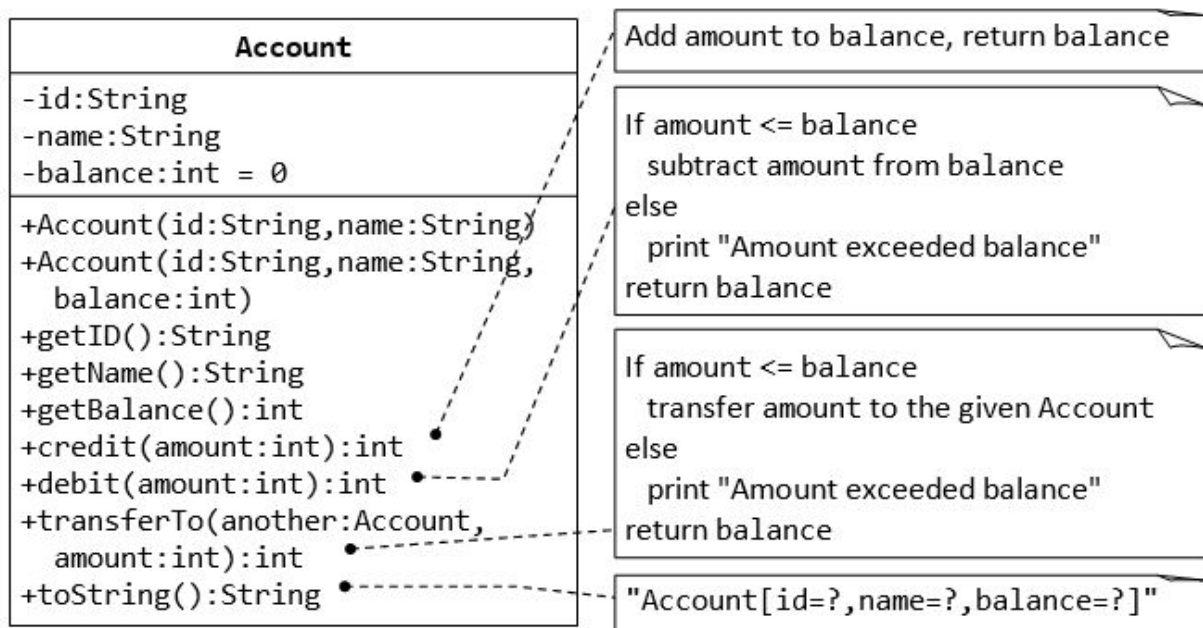 Account
-id:String
-name:String
-balance:int = 0
+Account(id:String,name:String)
+Account(id:String,name:String,
balance:int)
+getID():String
+getName():String
+getBalance():int
+credit(amount:int):int
+debit(amount:int):int
+transferTo(another:Account,
amount:int):int
+toString():String
Add amount to balance, return balance
If amount <= balance
subtract amount from balance
else
print "Amount exceeded balance"
return balance
If amount <= balance
transfer amount to the given Account
else
print "Amount exceeded balance"
return balance
"Account[id=?,name=?,balance=?]"